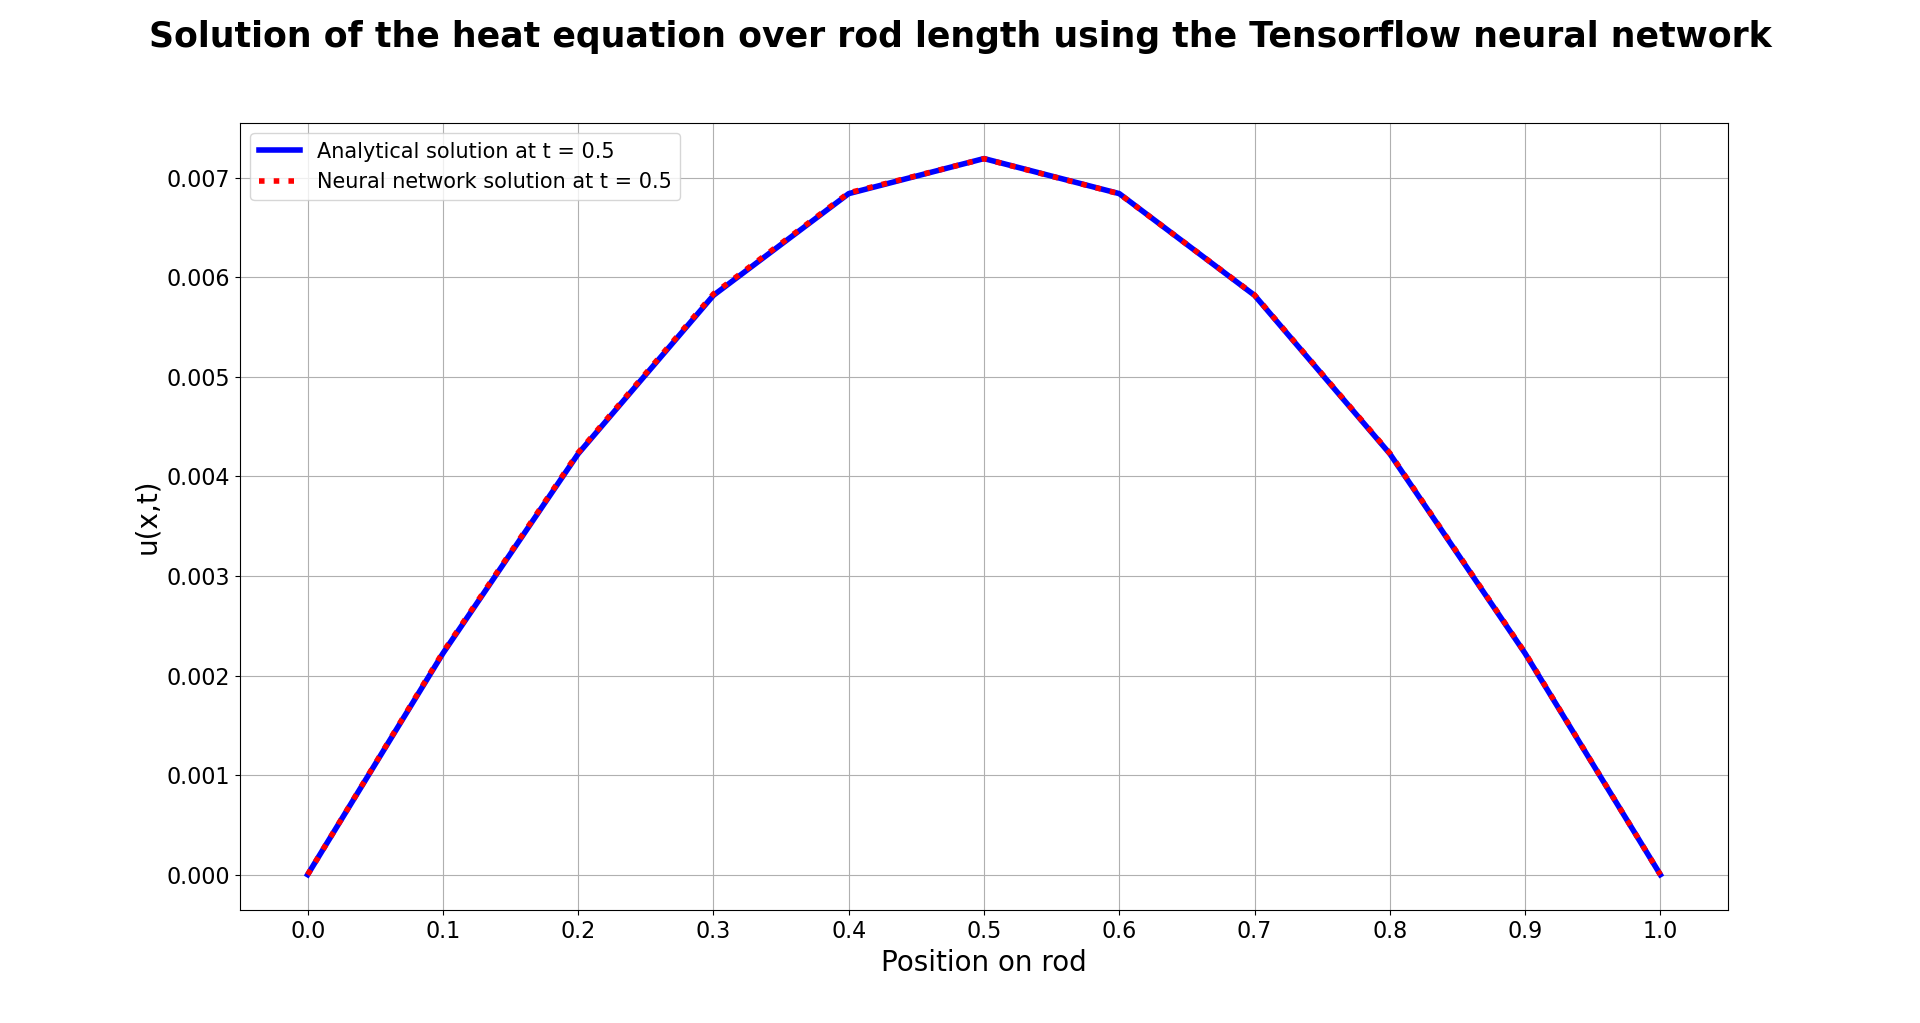 Solution of the heat equation over rod length using the Tensorflow neural network
Analytical solution at t = 0.5
Neural network solution at t = 0.5
0.007
0.006
0.005
0.004
0.003
0.002
0.001
0.000
u(x,t)
0.0 0.1 0.2 0.3 0.4 0.5 0.6 0.7 0.8 0.9 1.0
Position on rod